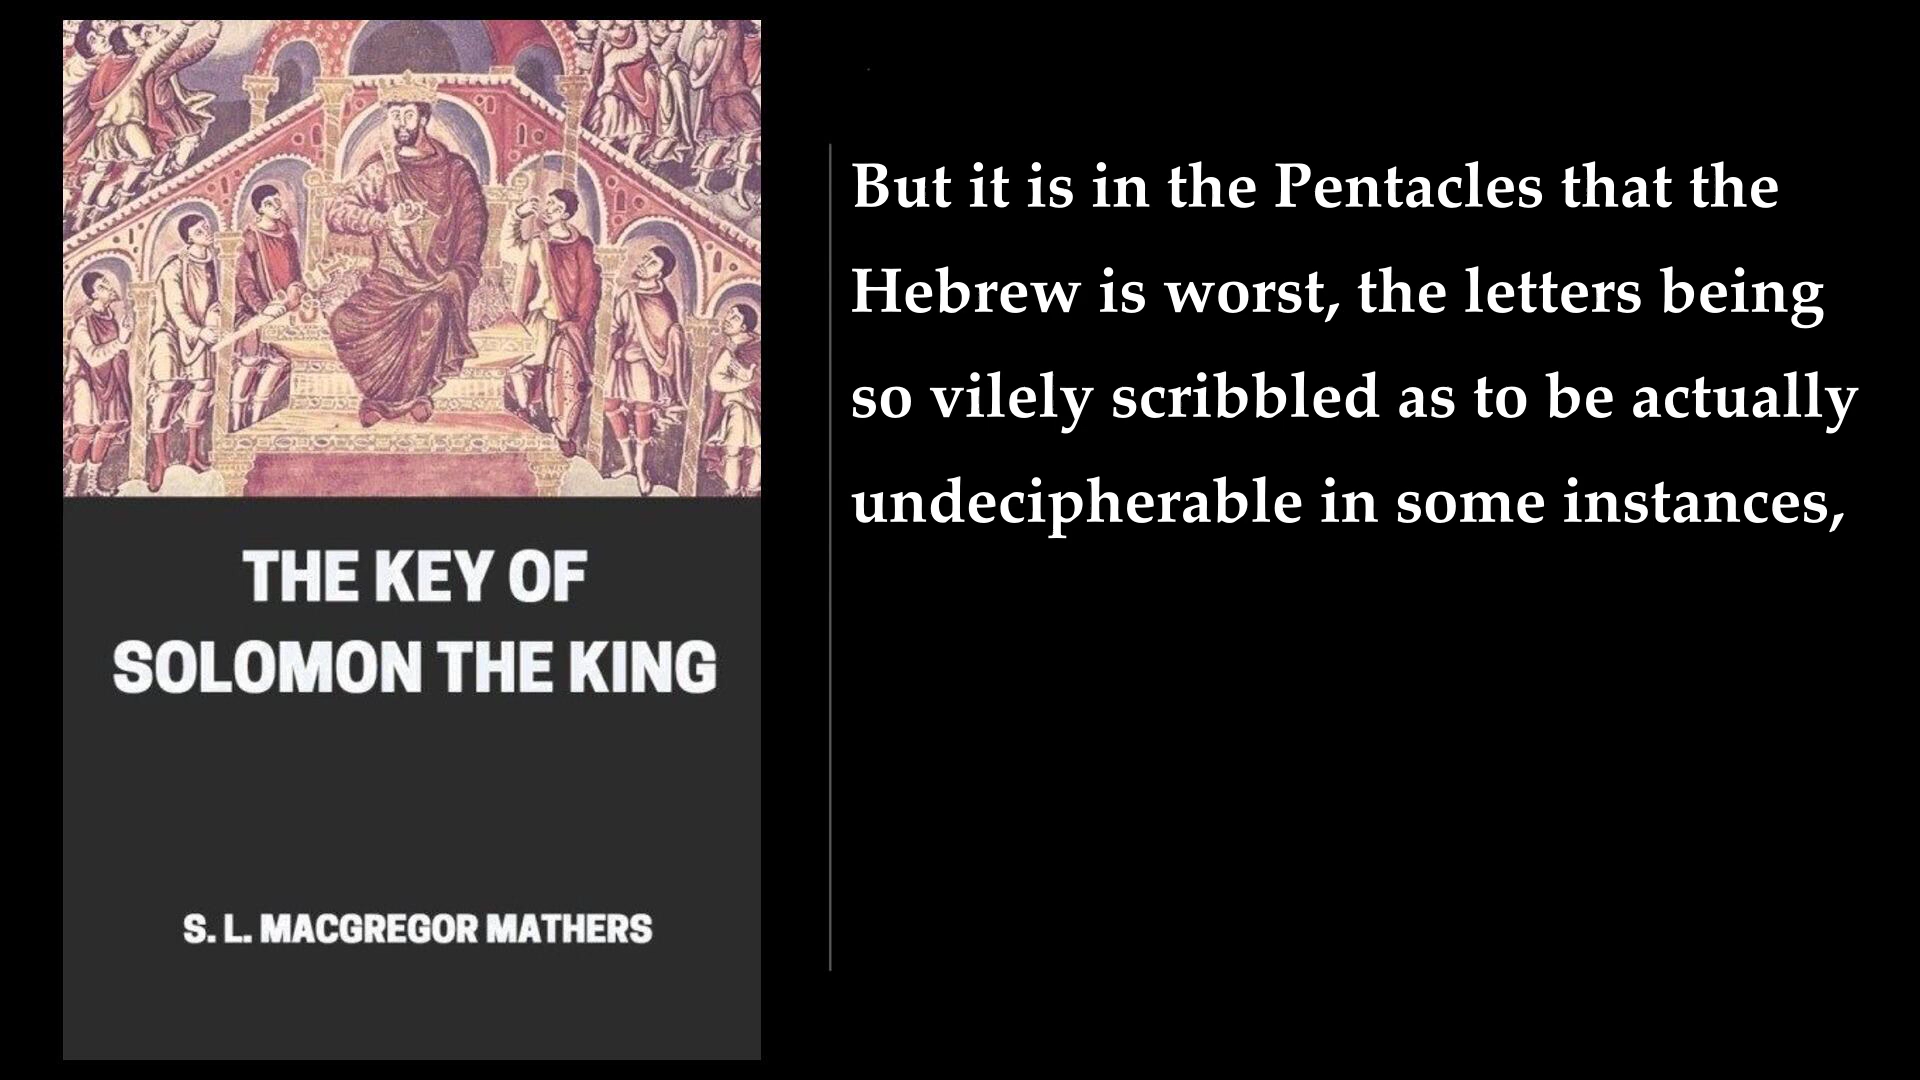 THE KEY OF
SOLOMON THE KING
S. L. MACGREGOR MATHERS
But it is in the Pentacles that the
Hebrew is worst, the letters being
so vilely scribbled as to be actually
undecipherable in some instances,